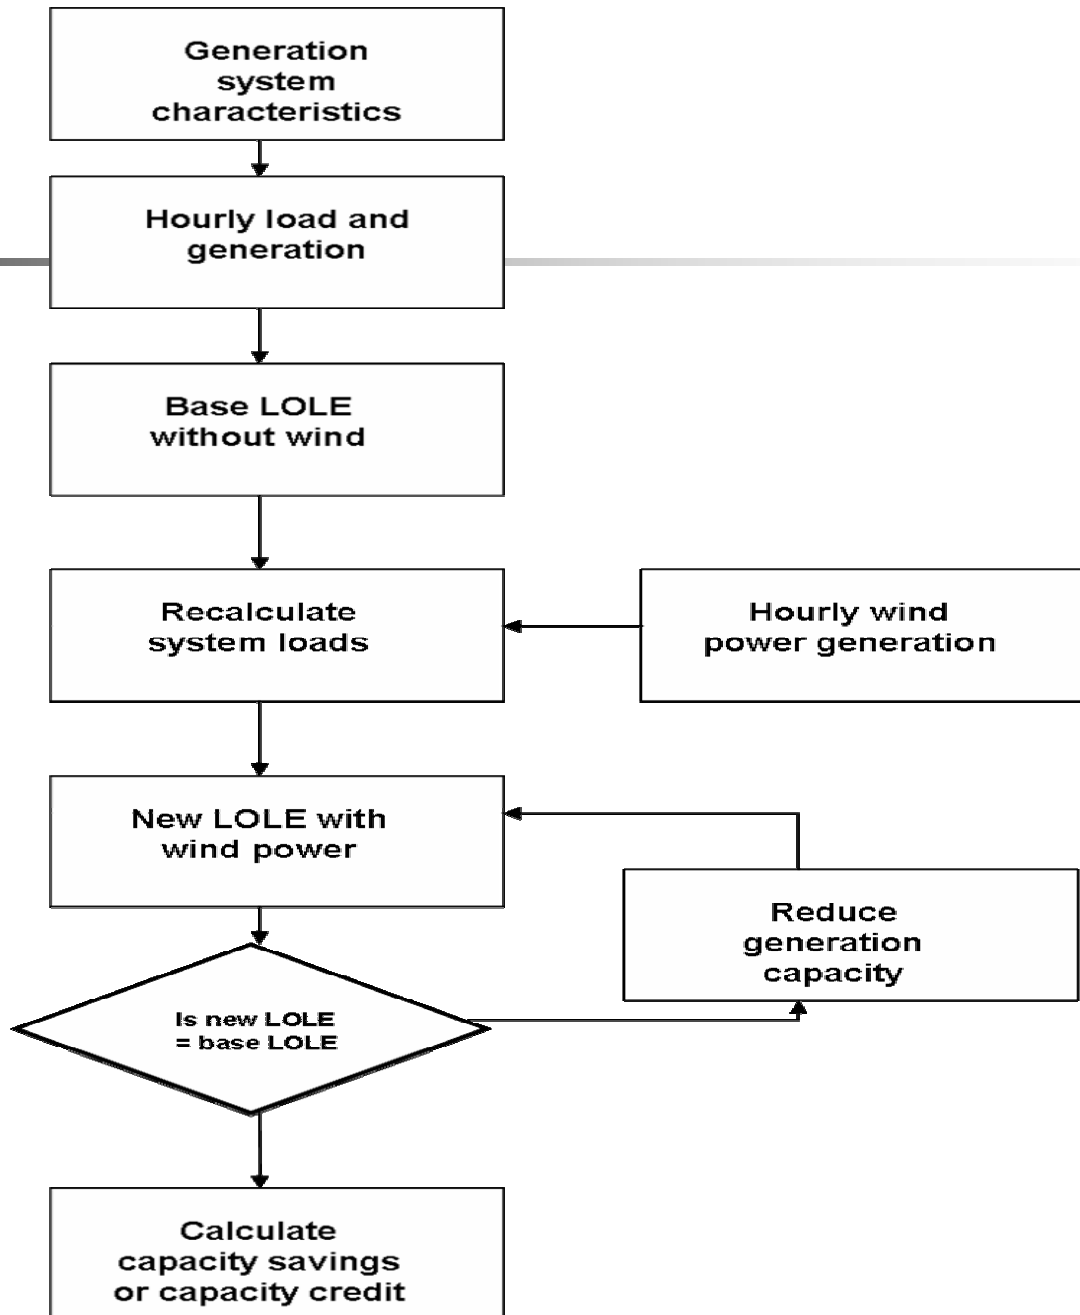 Generation
system
characteristics
Hourly load and
generation
Base LOLE
without wind
Recalculate
system loads
Hourly wind
power generation
New LOLE with
wind power
Reduce
generation
capacity
Is new LOLE
= base LOLE
Calculate
capacity savings
or capacity credit